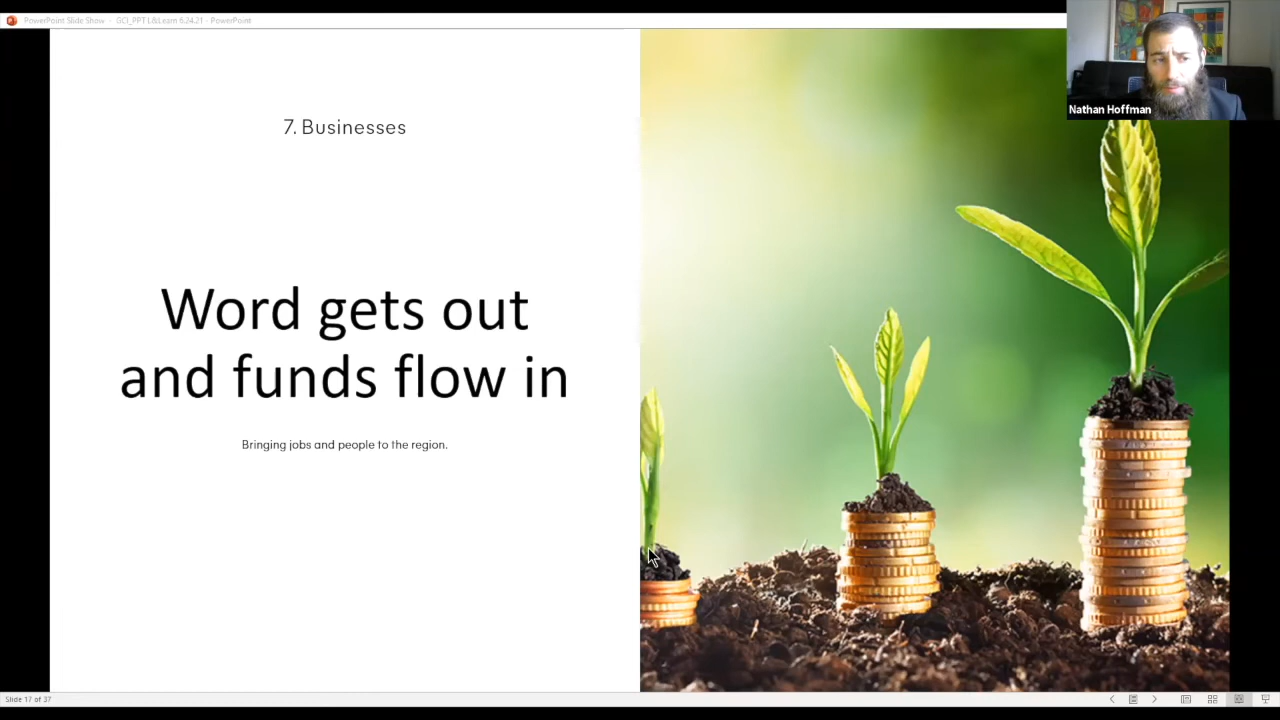 PowerPoint Slide Show - SCI_PPT L&Learn 6.24.21 - PowerPoint
Nathan Hoffman
7. Businesses
Word gets out
and funds flow in
Bringing jobs and people to the region.
Slide 17 of 37